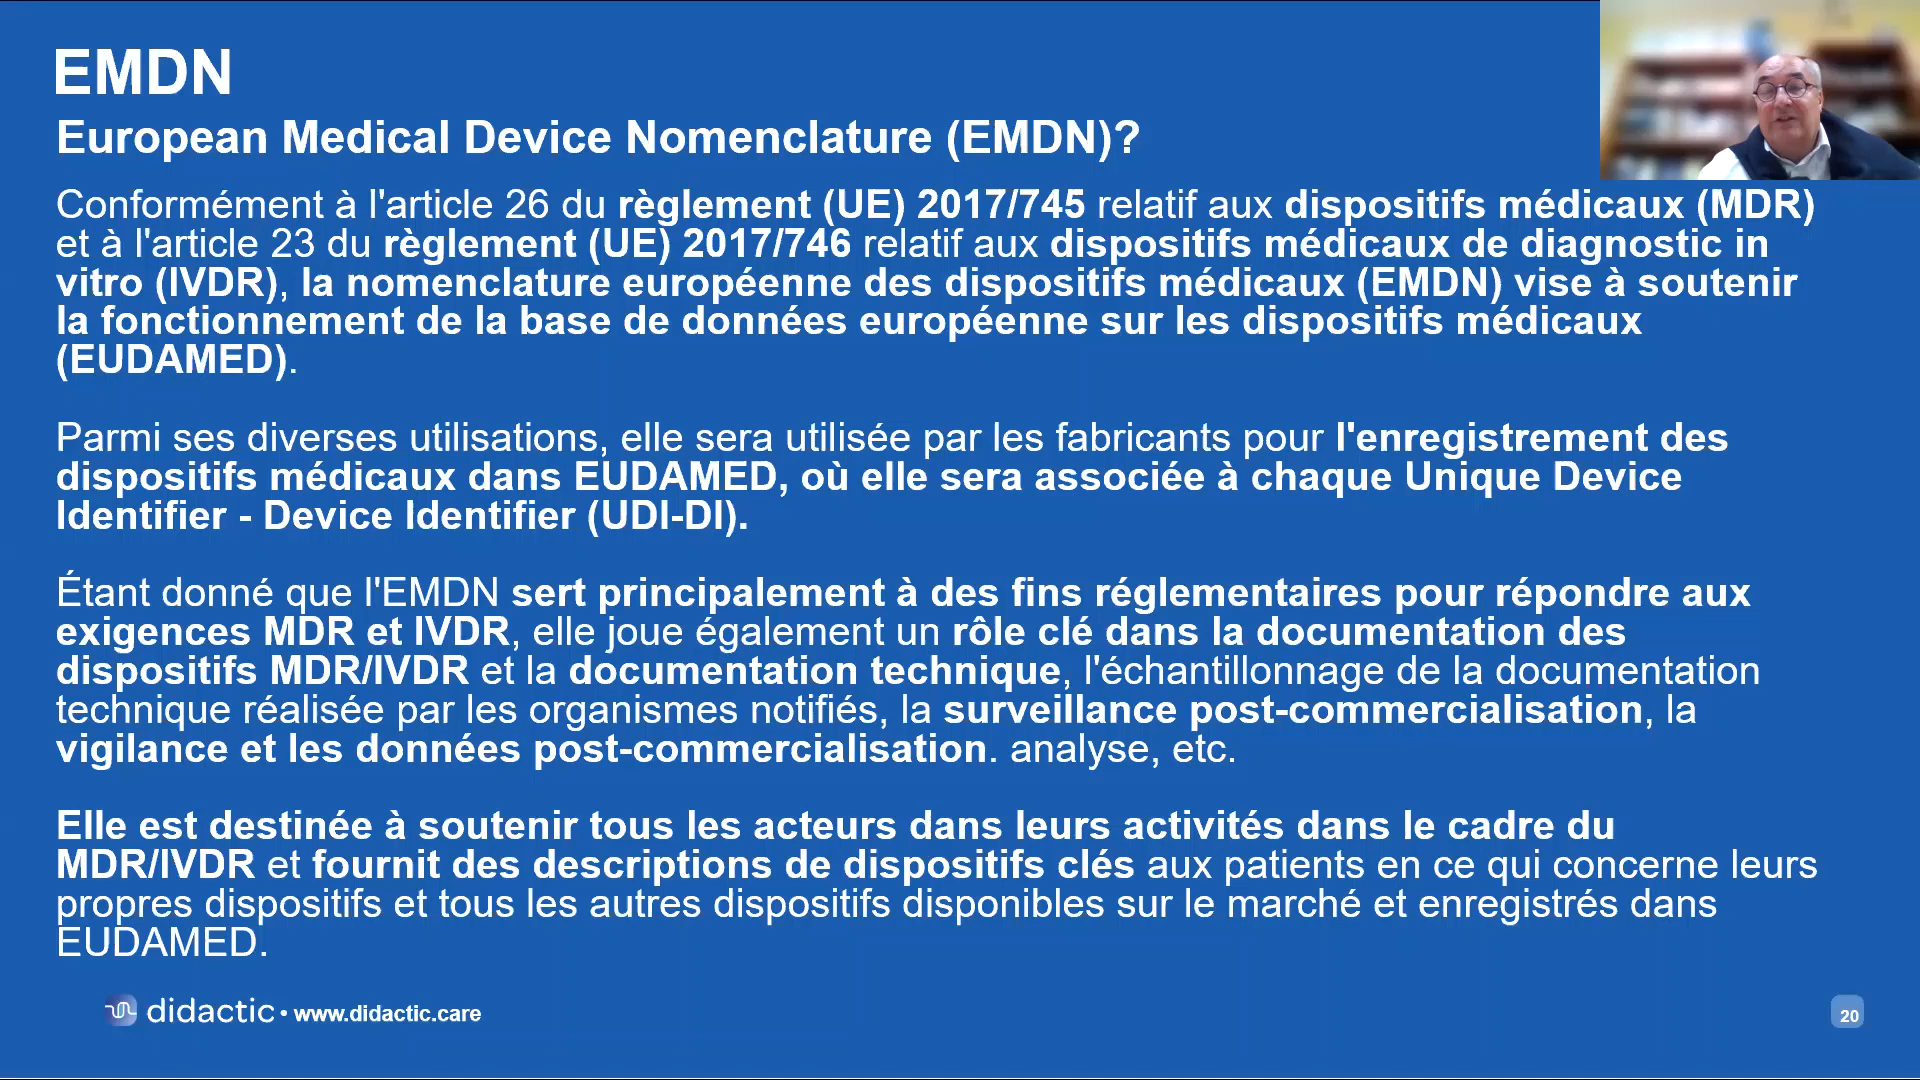 EMDN
European Medical Device Nomenclature (EMDN)?
Conformément à l'article 26 du règlement (UE) 2017/745 relatif aux dispositifs médicaux (MDR)
et à l'article 23 du règlement (UE) 2017/746 relatif aux dispositifs médicaux de diagnostic in
vitro (IVDR), la nomenclature européenne des dispositifs médicaux (EMDN) vise à soutenir
la fonctionnement de la base de données européenne sur les dispositifs médicaux
(EUDAMED).
Parmi ses diverses utilisations, elle sera utilisée par les fabricants pour l'enregistrement des
dispositifs médicaux dans EUDAMED, où elle sera associée à chaque Unique Device
Identifier - Device Identifier (UDI-DI).
Étant donné que l'EMDN sert principalement à des fins réglementaires pour répondre aux
exigences MDR et IVDR, elle joue également un rôle clé dans la documentation des
dispositifs MDR/IVDR et la documentation technique, l'échantillonnage de la documentation
technique réalisée par les organismes notifiés, la surveillance post-commercialisation, la
vigilance et les données post-commercialisation. analyse, etc.
Elle est destinée à soutenir tous les acteurs dans leurs activités dans le cadre du
MDR/IVDR et fournit des descriptions de dispositifs clés aux patients en ce qui concerne leurs
propres dispositifs et tous les autres dispositifs disponibles sur le marché et enregistrés dans
EUDAMED.
didactic • www.didactic.care
20